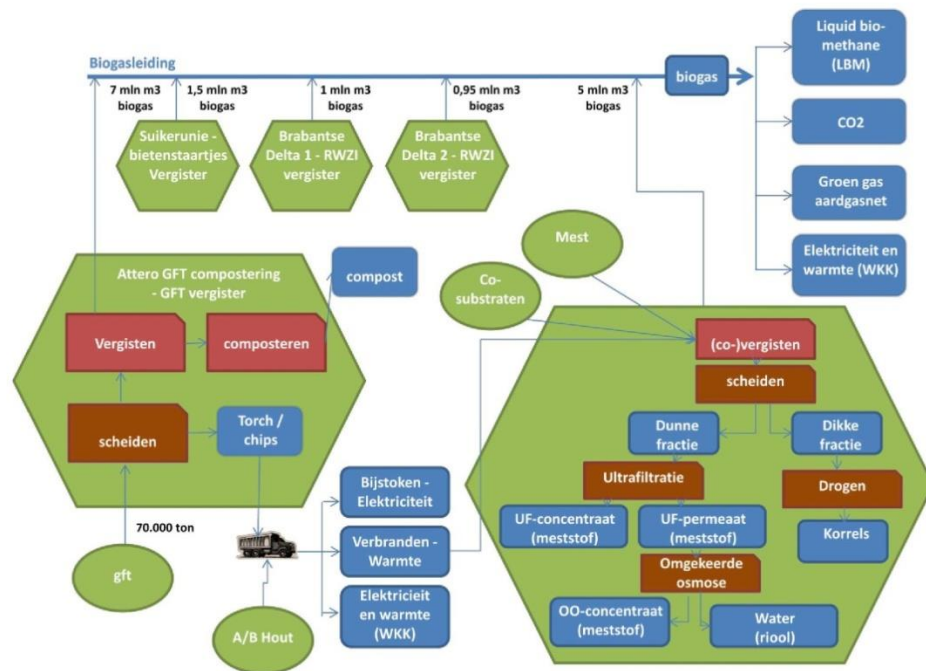 Liquid bio-
methane
(LBM)
Biogasleiding
biogas
7 mln m3
biogas
1,5 mln m3
biogas
1 mln m3
biogas
0,95 mln m3
biogas
5 mln m3
biogas
CO2
Suikerunie -
bietenstaartjes
Vergister
Brabantse
Delta 1 - RWZI
vergister
Brabantse
Delta 2 - RWZI
vergister
Groen gas
aardgasnet
Elektriciteit en
warmte (WKK)
Mest
Co-
substraten
Attero GFT compostering
- GFT vergister
compost
Vergisten
composteren
scheiden
Torch /
chips
70.000 ton
gft
A/B Hout
Bijstoken -
Elektriciteit
Verbranden -
Warmte
Elektricieit
en warmte
(WKK)
(co-)vergisten
scheiden
Dunne
fractie
Dikke
fractie
Ultrafiltratie
Drogen
UF-concentraat
(meststof)
UF-permeaat
(meststof)
Korrels
Omgekeerde
osmose
OO-concentraat
(meststof)
Water
(riool)